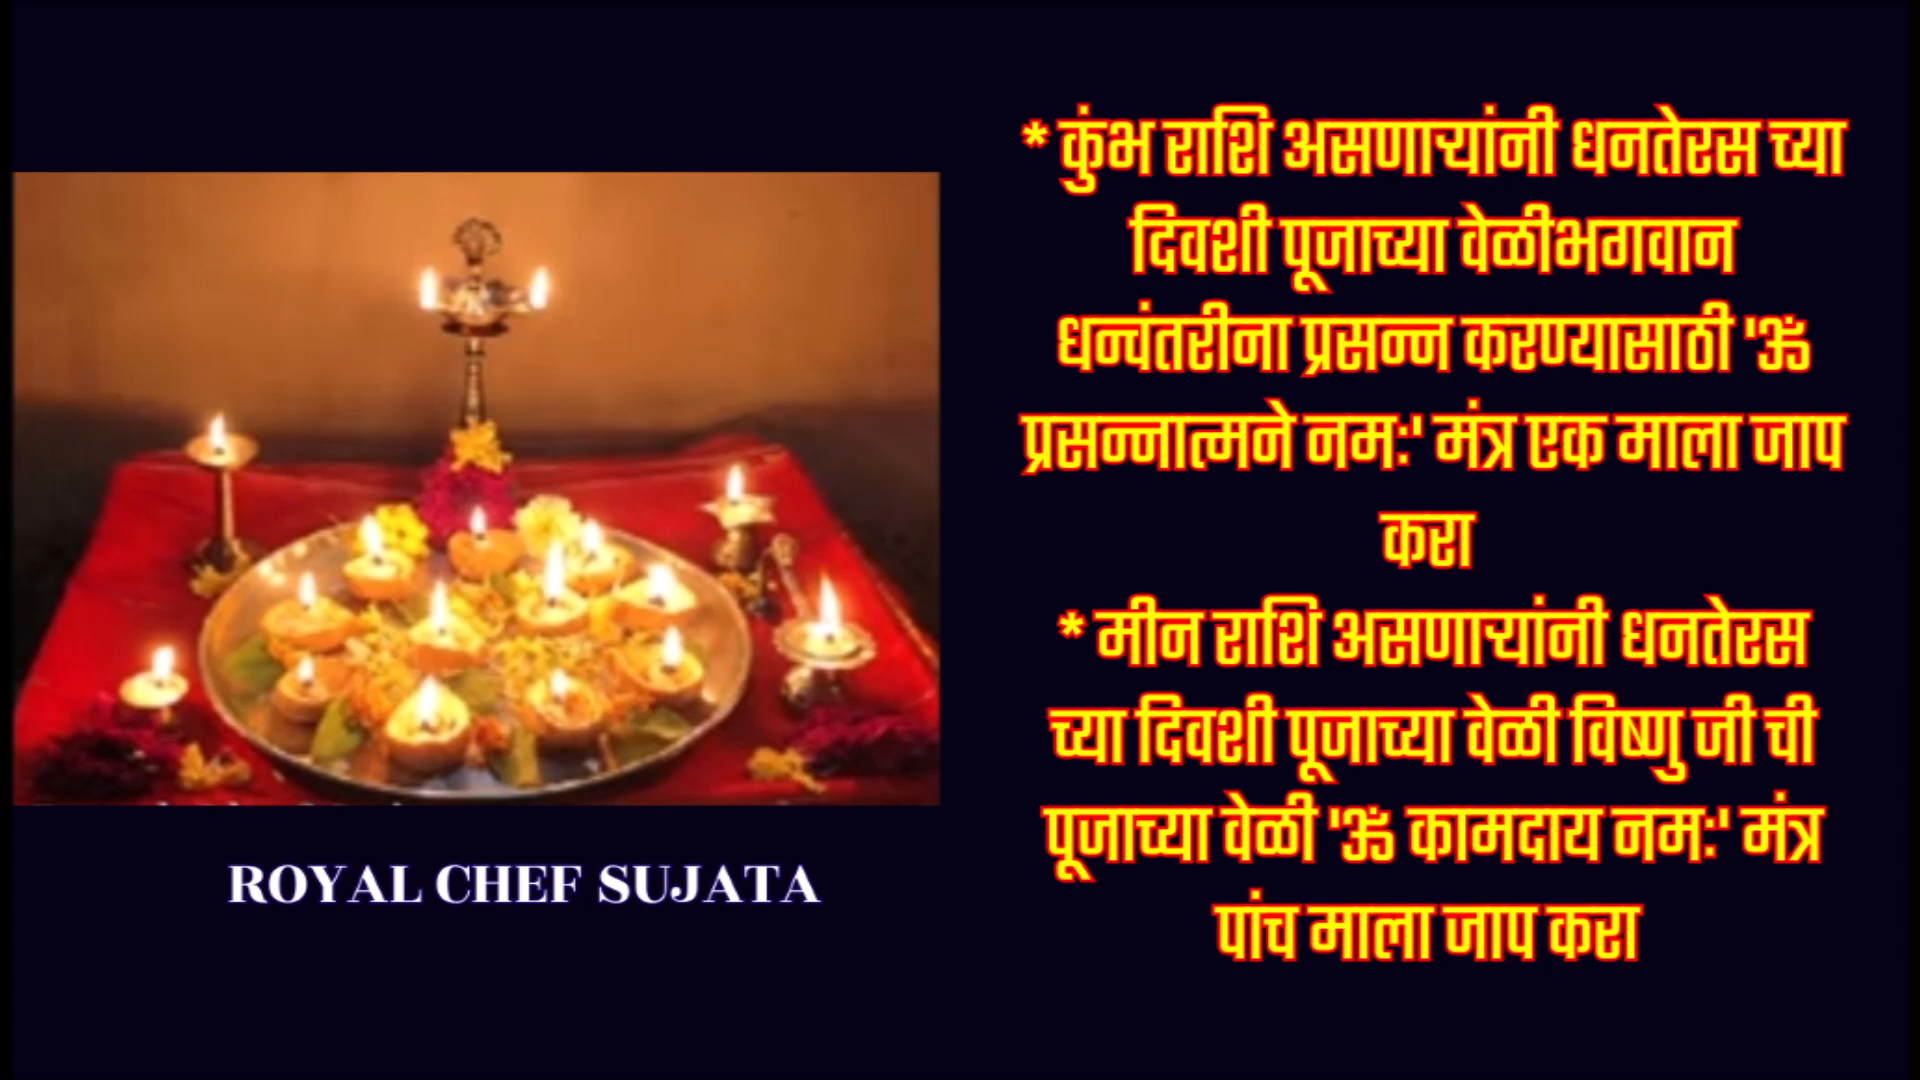 * कुंभ राशि असणाऱ्यांनी धनतेरस च्या
दिवशी पूजाच्या वेळीभगवान
धन्वंतरीना प्रसन्न करण्यासाठी 'ॐ
प्रसन्नात्मने नमः' मंत्र एक माला जाप
करा
* मीन राशि असणाऱ्यांनी धनतेरस
च्या दिवशी पूजाच्या वेळी विष्णु जी ची
पूजाच्या वेळी 'ॐ कामदाय नमः' मंत्र
पांच माला जाप करा
ROYAL CHEF SUJATA